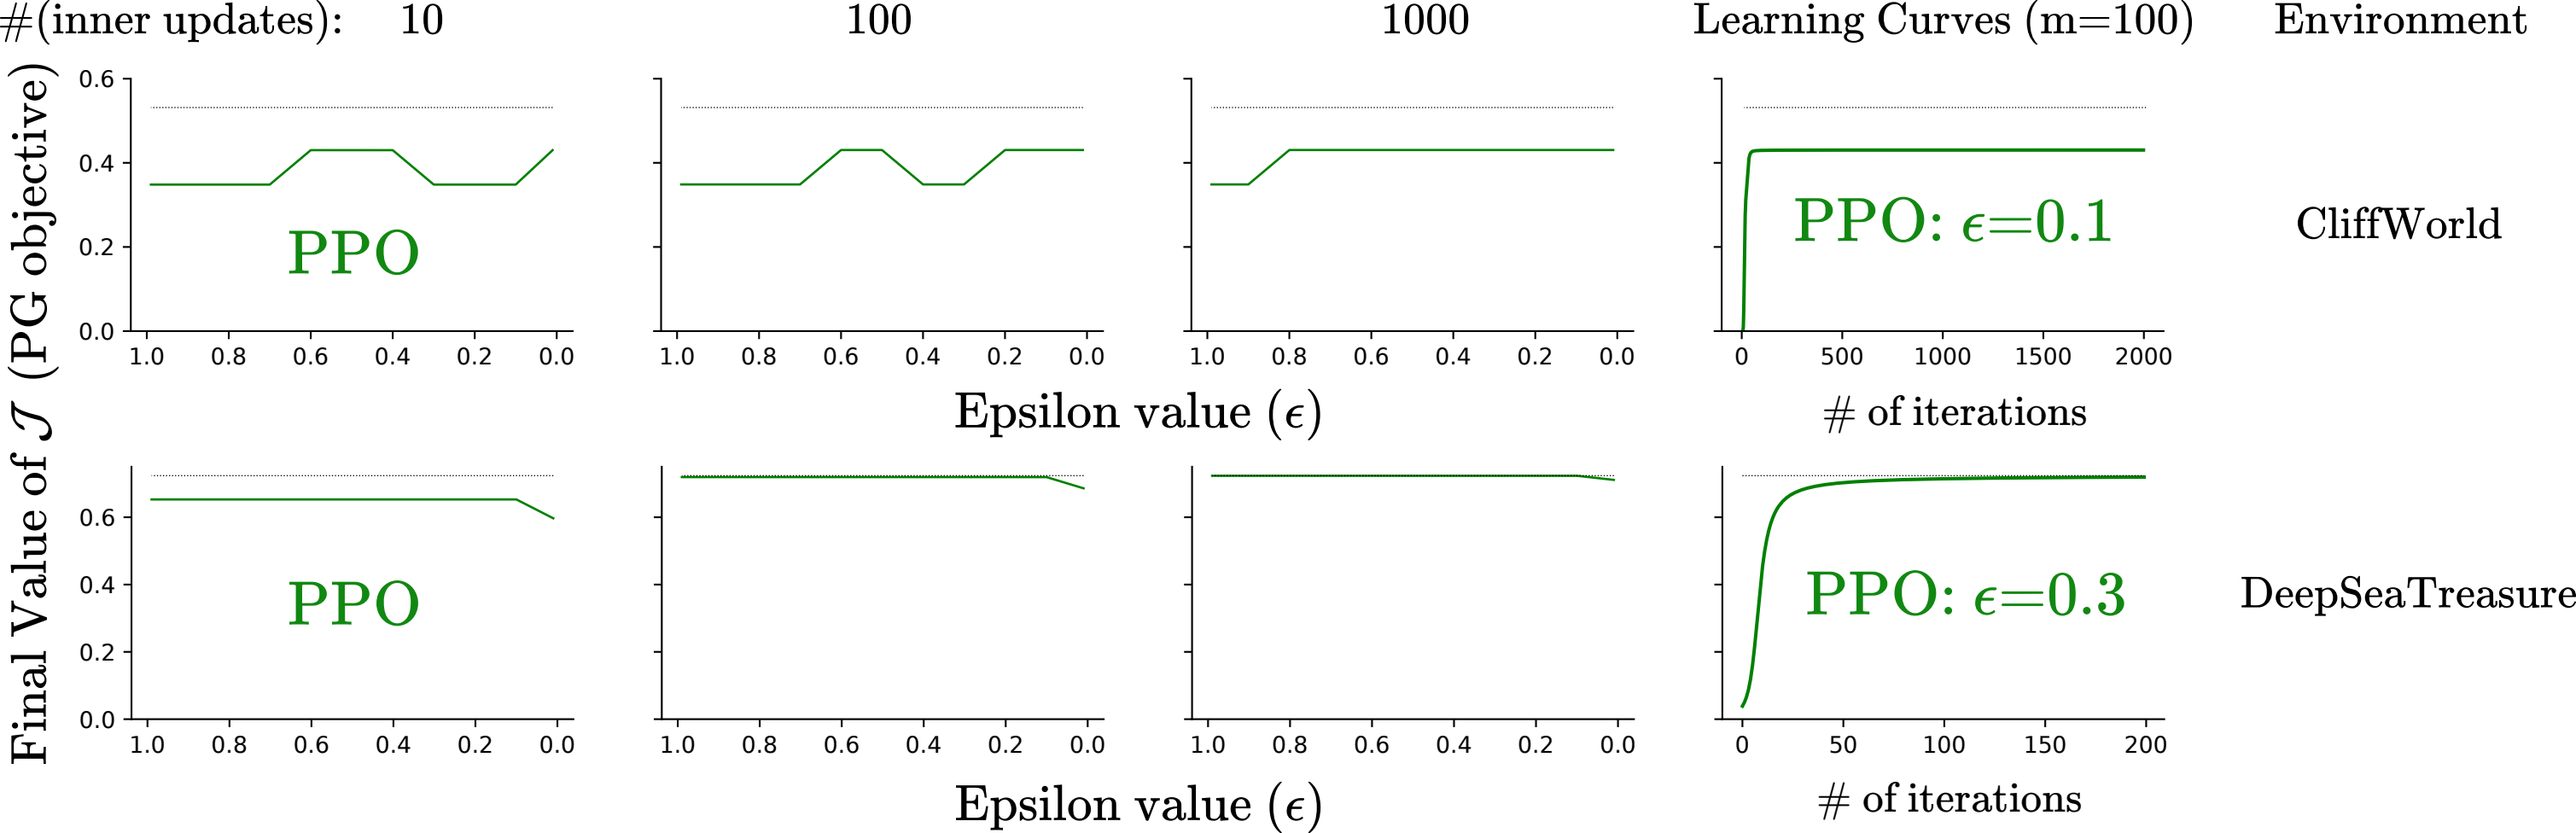 #(inner updates): 10 100 1000 Learning Curves (m=100) Environment
Final Value of 𝒥 (PG objective)
0.6
0.4
0.2
0.0
PPO
PPO: ϵ=0.1
CliffWorld
1.0 0.8 0.6 0.4 0.2 0.0 1.0 0.8 0.6 0.4 0.2 0.0 1.0 0.8 0.6 0.4 0.2 0.0 0 500 1000 1500 2000
Epsilon value (ϵ) # of iterations
0.6
0.4
0.2
0.0
PPO
PPO: ϵ=0.3
DeepSeaTreasure
1.0 0.8 0.6 0.4 0.2 0.0 1.0 0.8 0.6 0.4 0.2 0.0 1.0 0.8 0.6 0.4 0.2 0.0 0 50 100 150 200
Epsilon value (ϵ) # of iterations